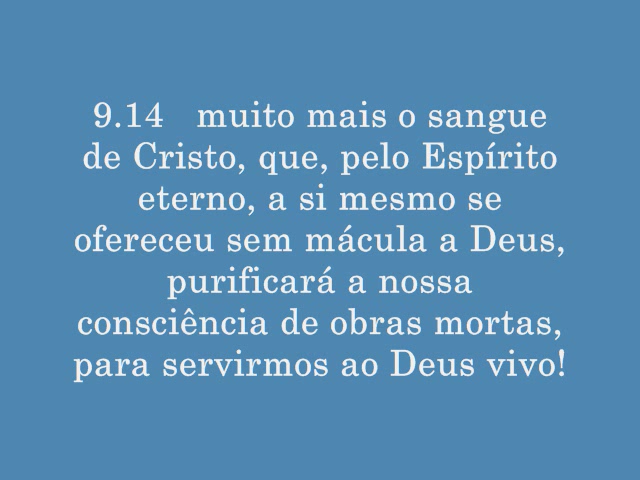 9.14 muito mais o sangue
de Cristo, que, pelo Espírito
eterno, a si mesmo se
ofereceu sem mácula a Deus,
purificará a nossa
consciência de obras mortas,
para servirmos ao Deus vivo!